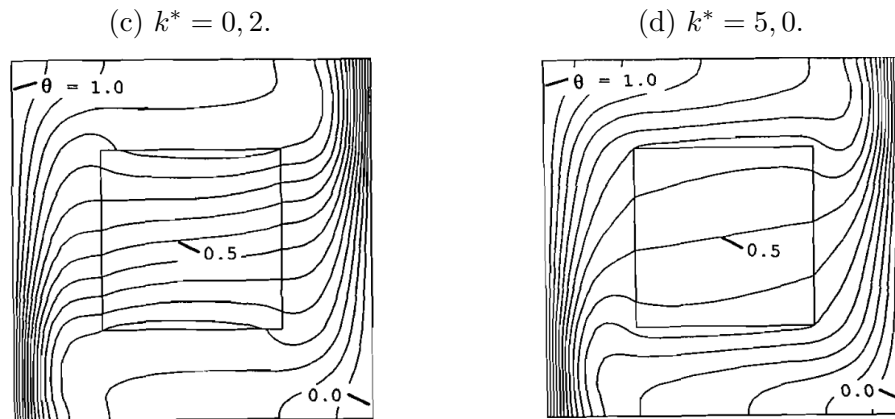 (c) k* = 0, 2.
(d) k* = 5, 0.
θ = 1.0
θ = 1.0
0.5
0.5
0.0
0.0